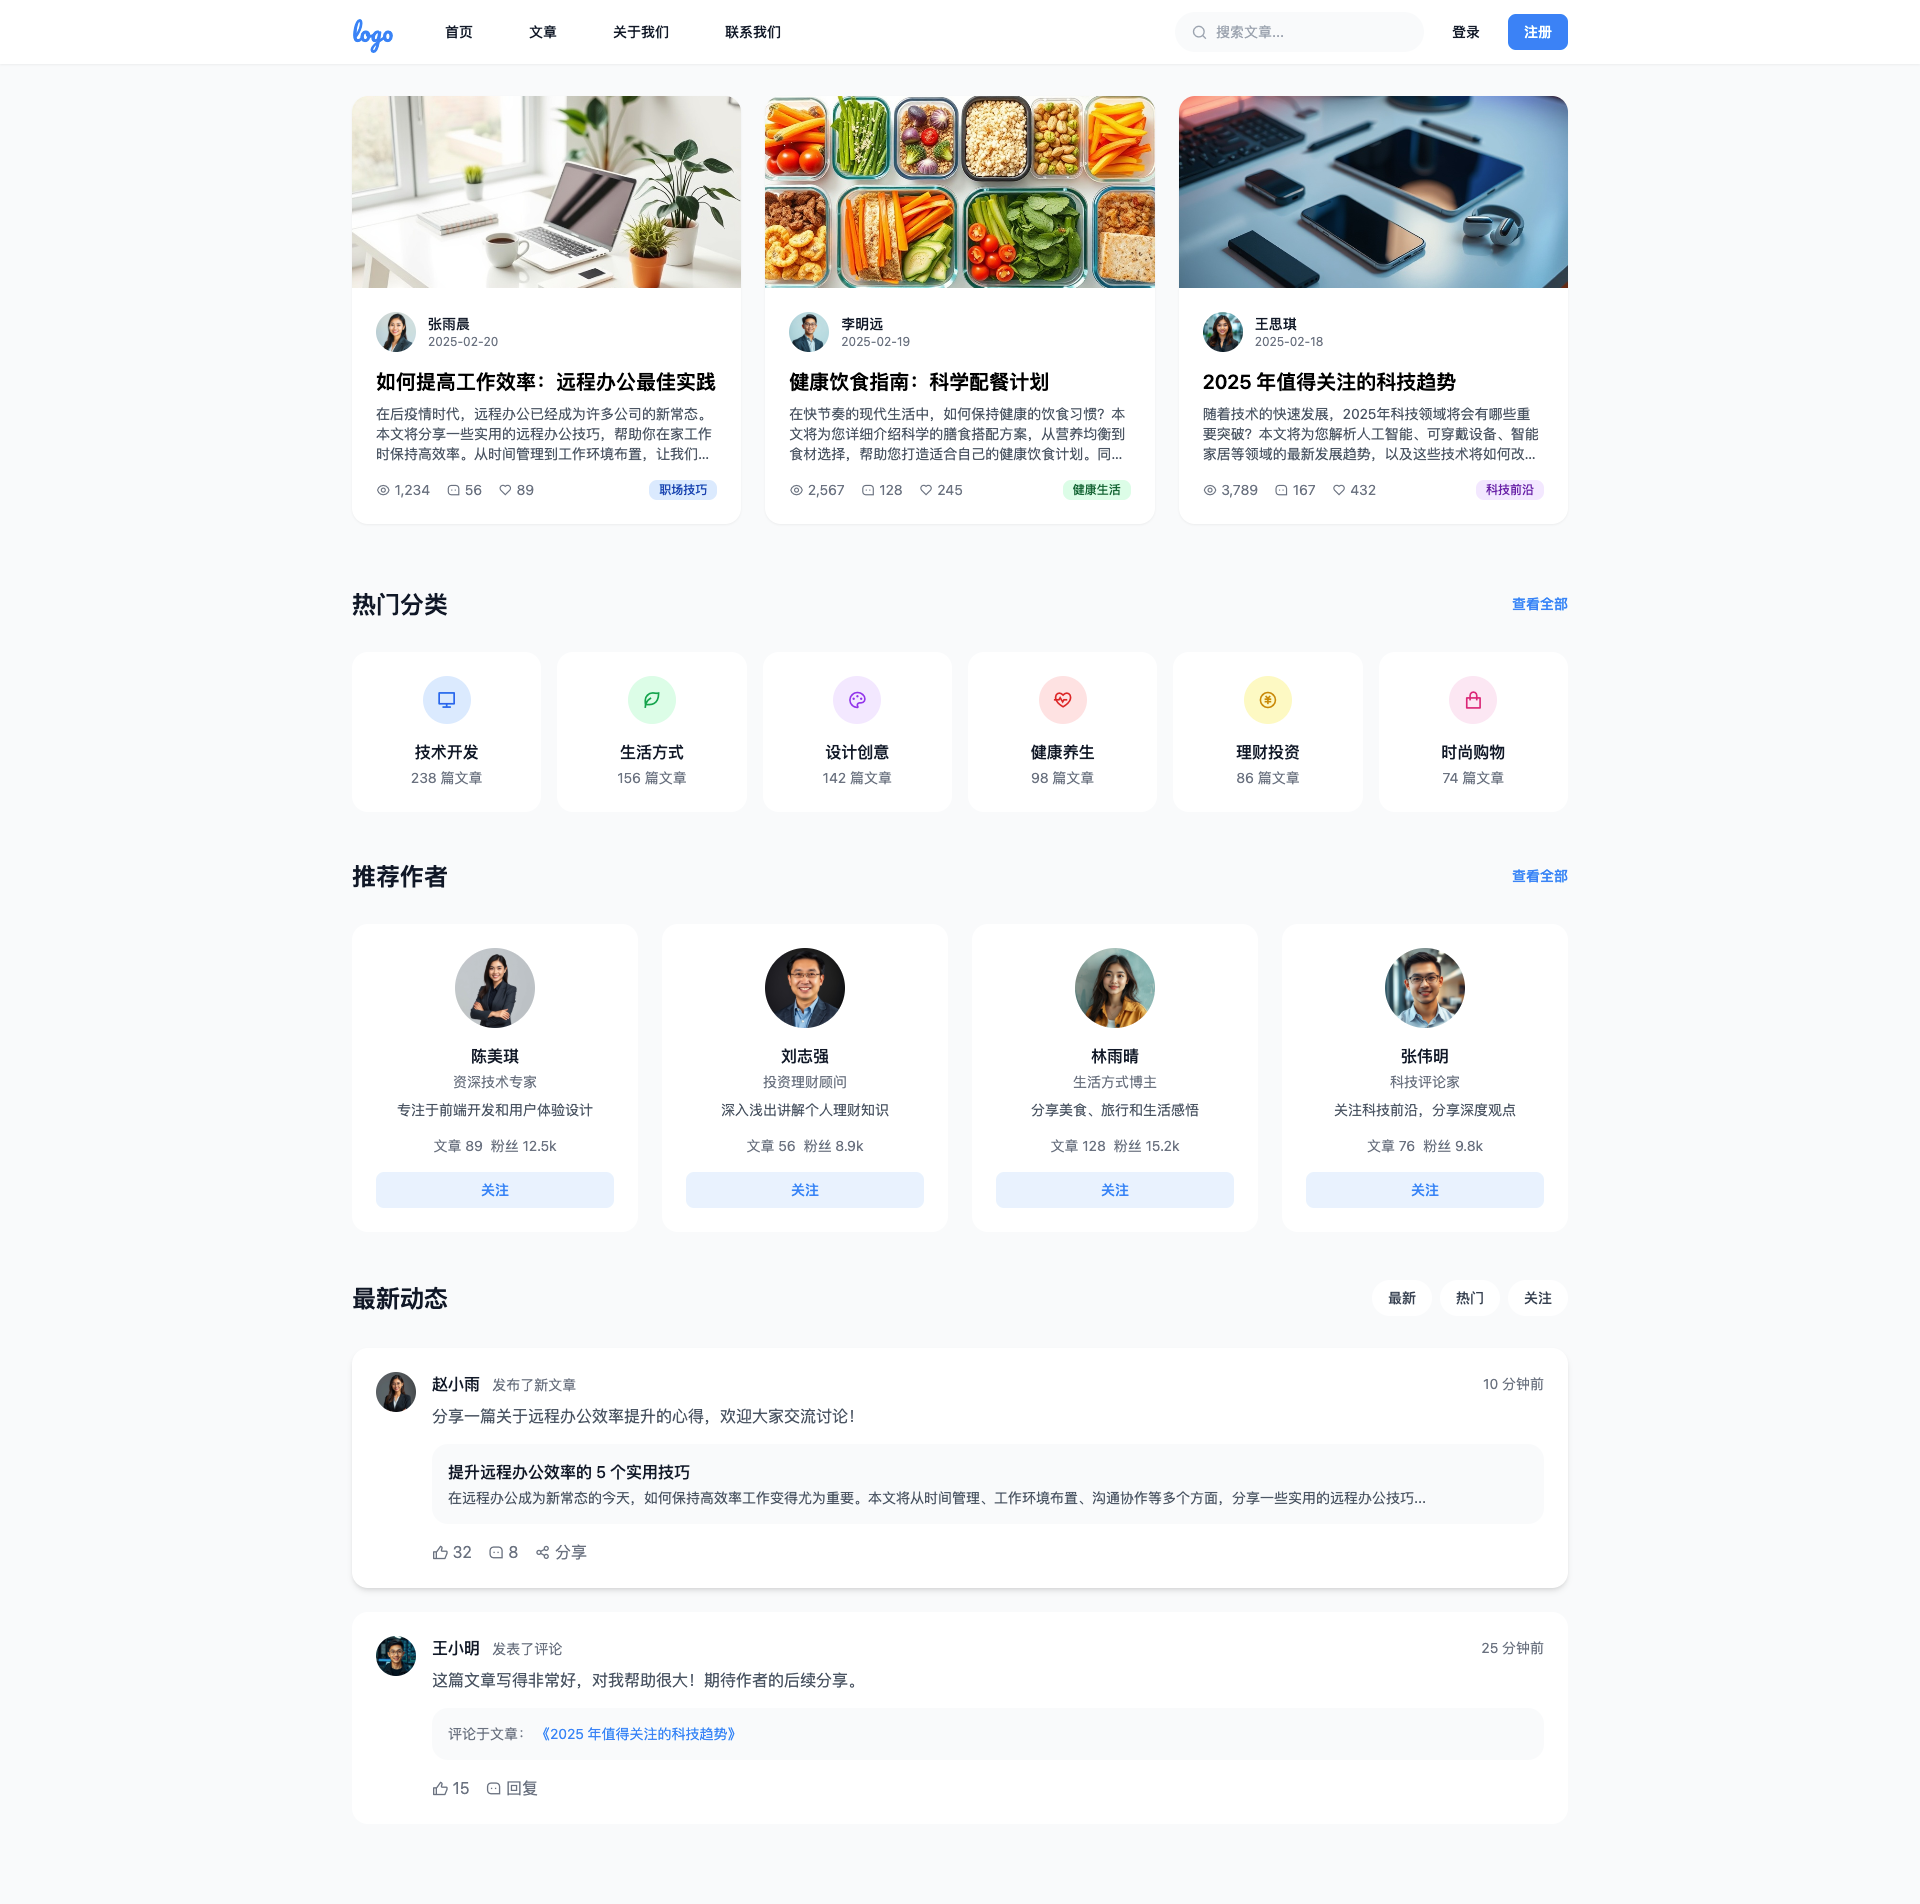 logo
首页
文章
关于我们
联系我们
搜索文章...
登录
注册
张雨晨
2025-02-20
如何提高工作效率：远程办公最佳实践
在后疫情时代，远程办公已经成为许多公司的新常态。
本文将分享一些实用的远程办公技巧，帮助你在家工作
时保持高效率。从时间管理到工作环境布置，让我们...
1,234 56 89
职场技巧
李明远
2025-02-19
健康饮食指南：科学配餐计划
在快节奏的现代生活中，如何保持健康的饮食习惯？本
文将为您详细介绍科学的膳食搭配方案，从营养均衡到
食材选择，帮助您打造适合自己的健康饮食计划。同...
2,567 128 245
健康生活
王思琪
2025-02-18
2025 年值得关注的科技趋势
随着技术的快速发展，2025年科技领域将会有哪些重
要突破？本文将为您解析人工智能、可穿戴设备、智能
家居等领域的最新发展趋势，以及这些技术将如何改...
3,789 167 432
科技前沿
热门分类
查看全部
技术开发
238 篇文章
生活方式
156 篇文章
设计创意
142 篇文章
健康养生
98 篇文章
理财投资
86 篇文章
时尚购物
74 篇文章
推荐作者
查看全部
陈美琪
资深技术专家
专注于前端开发和用户体验设计
文章 89 粉丝 12.5k
关注
刘志强
投资理财顾问
深入浅出讲解个人理财知识
文章 56 粉丝 8.9k
关注
林雨晴
生活方式博主
分享美食、旅行和生活感悟
文章 128 粉丝 15.2k
关注
张伟明
科技评论家
关注科技前沿，分享深度观点
文章 76 粉丝 9.8k
关注
最新动态
最新
热门
关注
赵小雨 发布了新文章
10 分钟前
分享一篇关于远程办公效率提升的心得，欢迎大家交流讨论！
提升远程办公效率的 5 个实用技巧
在远程办公成为新常态的今天，如何保持高效率工作变得尤为重要。本文将从时间管理、工作环境布置、沟通协作等多个方面，分享一些实用的远程办公技巧...
32 8 分享
王小明 发表了评论
25 分钟前
这篇文章写得非常好，对我帮助很大！期待作者的后续分享。
评论于文章：《2025 年值得关注的科技趋势》
15 回复